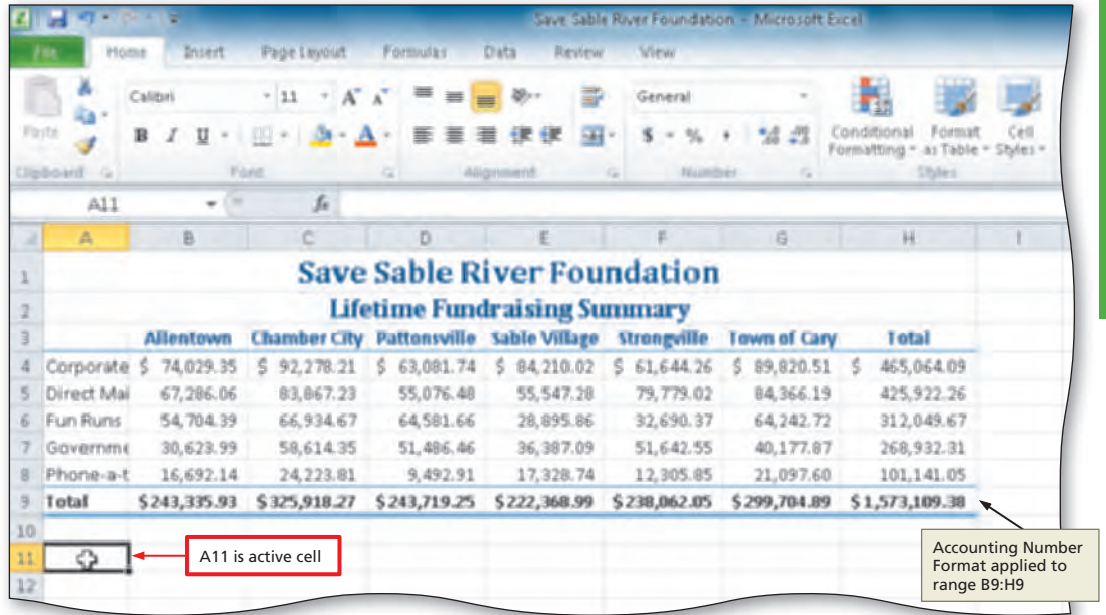 Save Sable River Foundation - Microsoft Excel
File Home Insert Page Layout Formulas Data Review View
Calibri 11 A A General
Paste B I U A $ % , Conditional Formatting Format as Table Cell Styles
Clipboard Font Alignment Number Styles
A11 fx
A B C D E F G H I
1 Save Sable River Foundation
2 Lifetime Fundraising Summary
3 Allentown Chamber City Pattonsville Sable Village Strongville Town of Cary Total
4 Corporate $ 74,029.35 $ 92,278.21 $ 63,081.74 $ 84,210.02 $ 61,644.26 $ 89,820.51 $ 465,064.09
5 Direct Mai 67,286.06 83,867.23 55,076.48 55,547.28 79,779.02 84,366.19 425,922.26
6 Fun Runs 54,704.39 66,934.67 64,581.66 28,895.86 32,690.37 64,242.72 312,049.67
7 Governme 30,623.99 58,614.35 51,486.46 36,387.09 51,642.55 40,177.87 268,932.31
8 Phone-a-t 16,692.14 24,223.81 9,492.91 17,328.74 12,305.85 21,097.60 101,141.05
9 Total $243,335.93 $325,918.27 $243,719.25 $222,368.99 $238,062.05 $299,704.89 $1,573,109.38
10
11 A11 is active cell
12
Accounting Number
Format applied to
range B9:H9